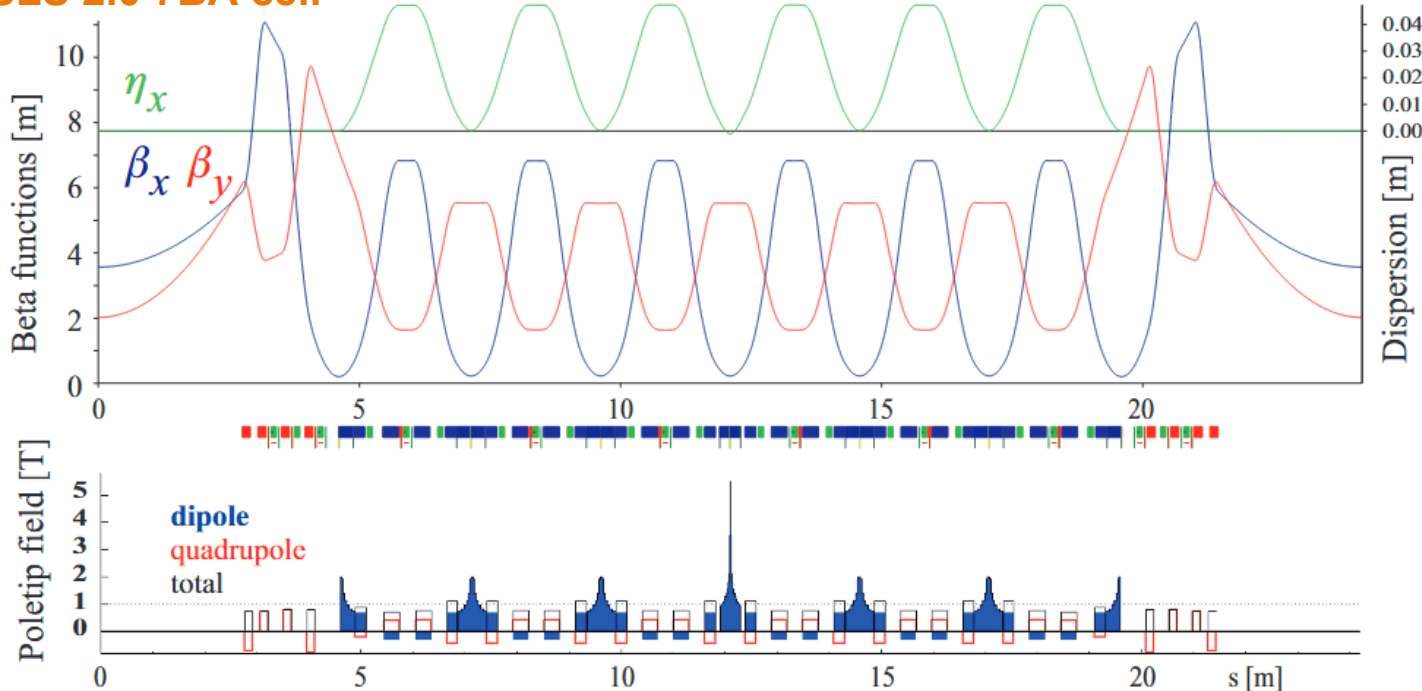 7BA cell
10
8
6
4
2
0
Beta functions [m]
ηx
βx βy
0.04
0.03
0.02
0.01
0.00
Dispersion [m]
0 5 10 15 20
Poletip field [T]
5
4
3
2
1
0
dipole
quadrupole
total
0 5 10 15 20 s [m]